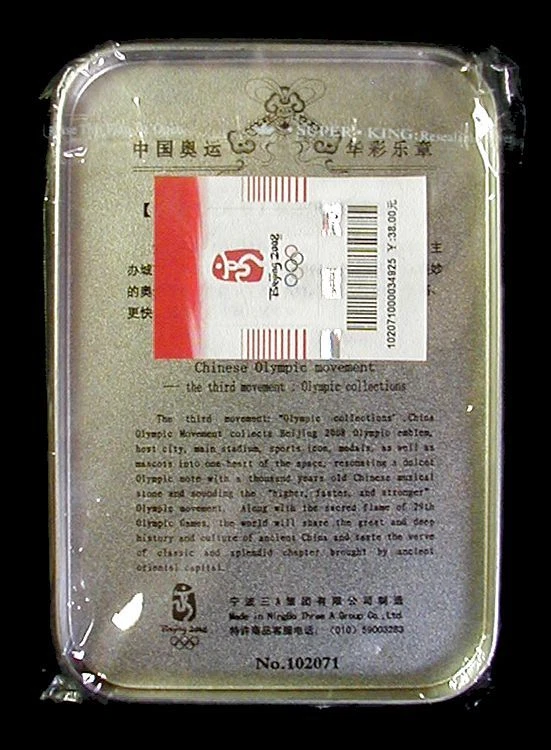 SUPER · KING:
中国奥运 华彩乐章
【
主
办城 妙
的奥 乐
更快
Beijing 2008
102071000034925 Y:38.00元
Chinese Olympic movement
— the third movement : Olympic collections
The third movement: "Olympic collections" .China
Olympic Movement collects Beijing 2008 Olympic emblem,
host city, main stadium, sports icon, medals, as well as
mascots into one heart of the space, resonating a dulcet
Olympic note with a thousand years old Chinese musical
stone and sounding the "higher, faster, and stronger"
Olympic movement. Along with the sacred flame of 29th
Olympic Games, the world will share the great and deep
history and culture of ancient China and taste the verve
of classic and splendid chapter brought by ancient
oriental capital.
宁波三A集团有限公司制造
Made in NingBo Three A Group Co.,Ltd
特许商品客服电话: (010) 59003283
Beijing 2008
No.102071